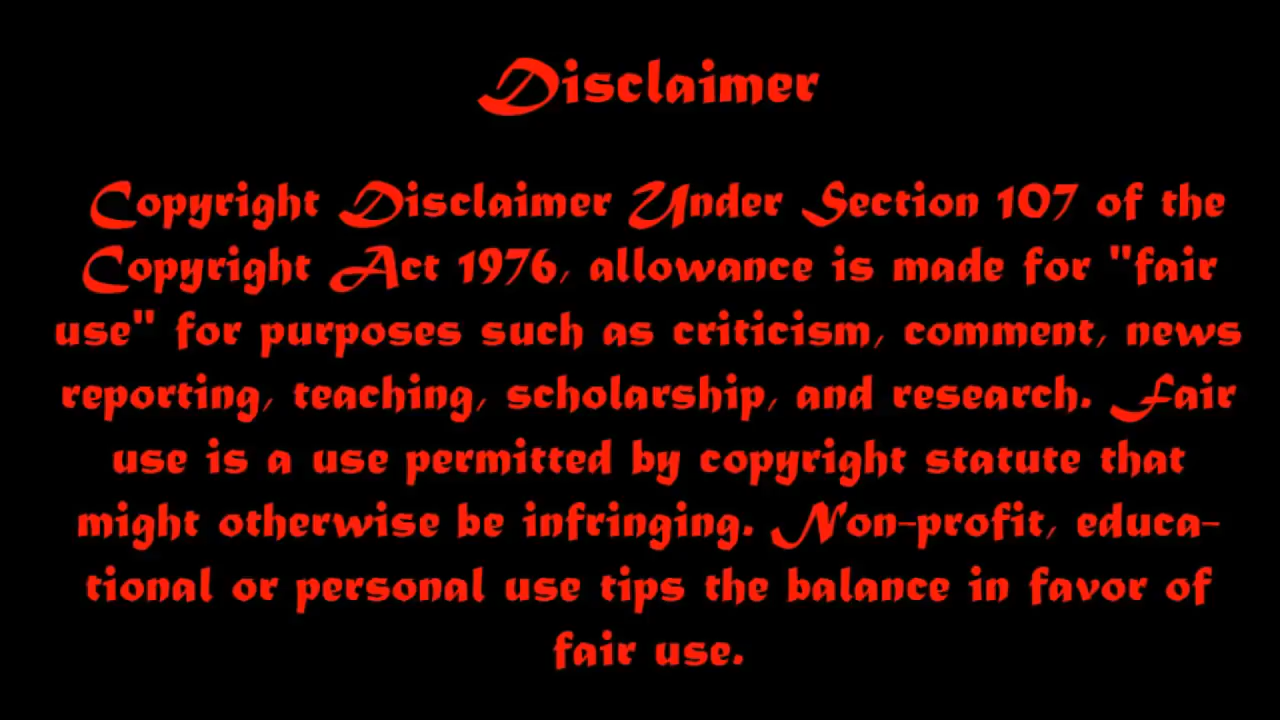 Disclaimer
Copyright Disclaimer Under Section 107 of the
Copyright Act 1976, allowance is made for "fair
use" for purposes such as criticism, comment, news
reporting, teaching, scholarship, and research. Fair
use is a use permitted by copyright statute that
might otherwise be infringing. Non-profit, educa-
tional or personal use tips the balance in favor of
fair use.